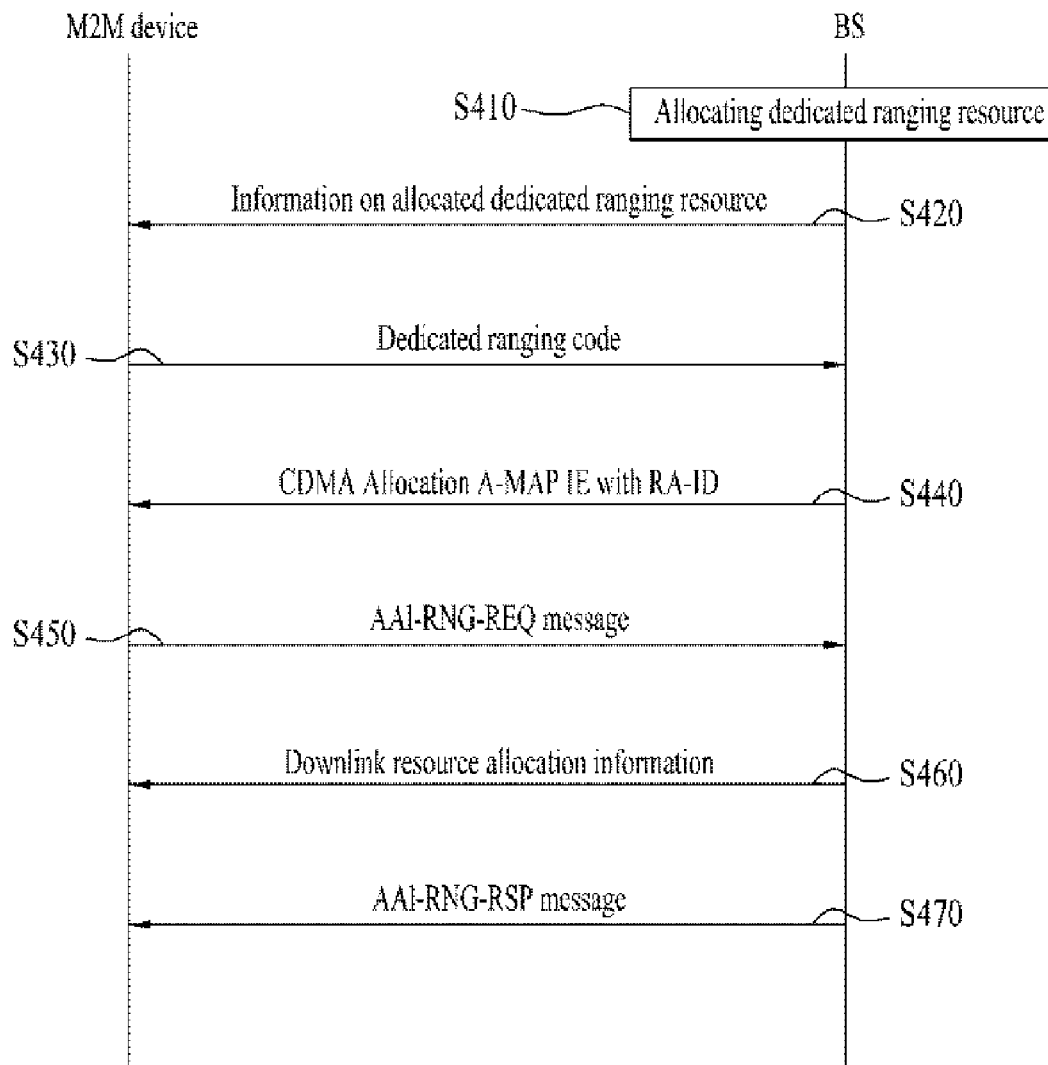 M2M device
BS
S410
Allocating dedicated ranging resource
Information on allocated dedicated ranging resource
S420
Dedicated ranging code
S430
CDMA Allocation A-MAP IE with RA-ID
S440
AAI-RNG-REQ message
S450
Downlink resource allocation information
S460
AAI-RNG-RSP message
S470